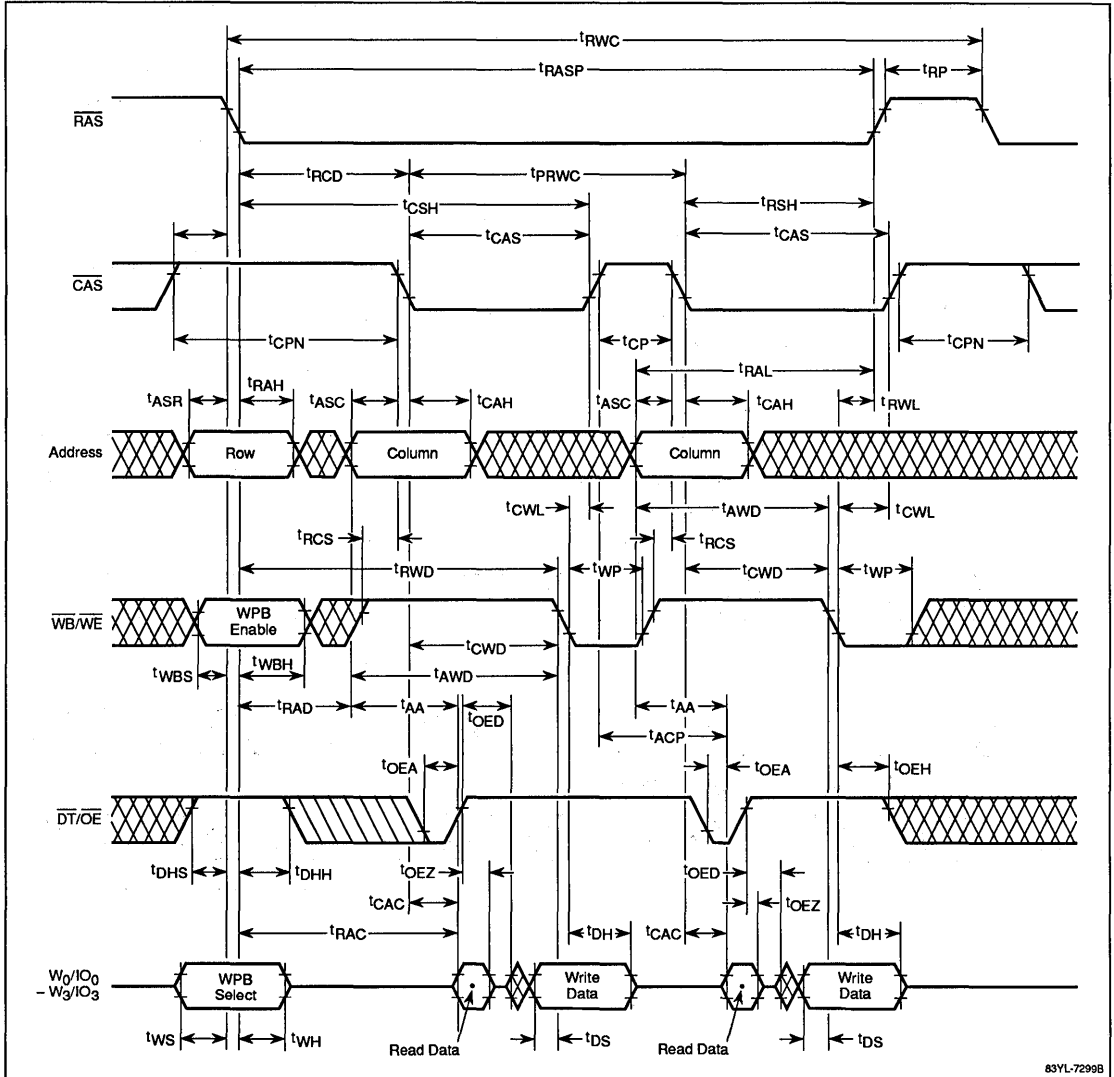 tRWC
tRASP
tRP
RAS
tRCD
tPRWC
tCSH
tRSH
tCAS
tCAS
CAS
tCPN
tCP
tCPN
tRAL
tASR
tRAH
tASC
tCAH
tASC
tCAH
tRWL
Address
Row
Column
Column
tCWL
tAWD
tCWL
tRCS
tRCS
tRWD
tWP
tCWD
tWP
WB/WE
WPB
Enable
tCWD
tWBS
tWBH
tAWD
tRAD
tAA
tOED
tAA
tACP
tOEA
tOEA
tOEH
DT/OE
tDHS
tDHH
tOEZ
tOED
tOEZ
tCAC
tRAC
tDH
tCAC
tDH
W0/IO0
– W3/IO3
WPB
Select
Write
Data
Write
Data
tWS
tWH
Read Data
tDS
Read Data
tDS
83YL-7299B